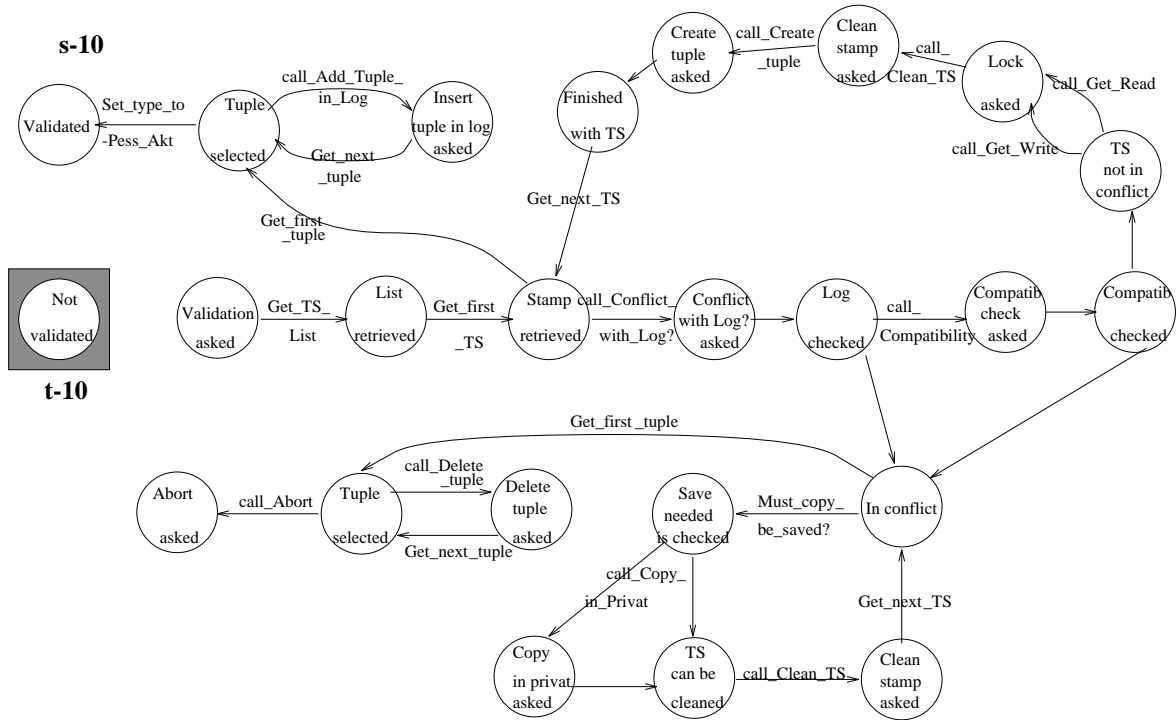 s-10
Validated
Set_type_to
-Pess_Akt
Tuple
selected
call_Add_Tuple_
in_Log
Get_next
_tuple
Insert
tuple in log
asked
Finished
with TS
Create
tuple
asked
call_Create
_tuple
Clean
stamp
asked
call_
Clean_TS
Lock
asked
call_Get_Read
call_Get_Write
TS
not in
conflict
Get_next_TS
Get_first
_tuple
Not
validated
t-10
Validation
asked
Get_TS_
List
List
retrieved
Get_first
_TS
Stamp
retrieved
call_Conflict_
with_Log?
Conflict
with Log?
asked
Log
checked
call_
Compatibility
Compatib
check
asked
Compatib
checked
Get_first_tuple
Abort
asked
call_Abort
Tuple
selected
call_Delete
_tuple
Get_next_tuple
Delete
tuple
asked
Save
needed
is checked
Must_copy_
be_saved?
In conflict
call_Copy_
in_Privat
Get_next_TS
Copy
in privat
asked
TS
can be
cleaned
call_Clean_TS
Clean
stamp
asked